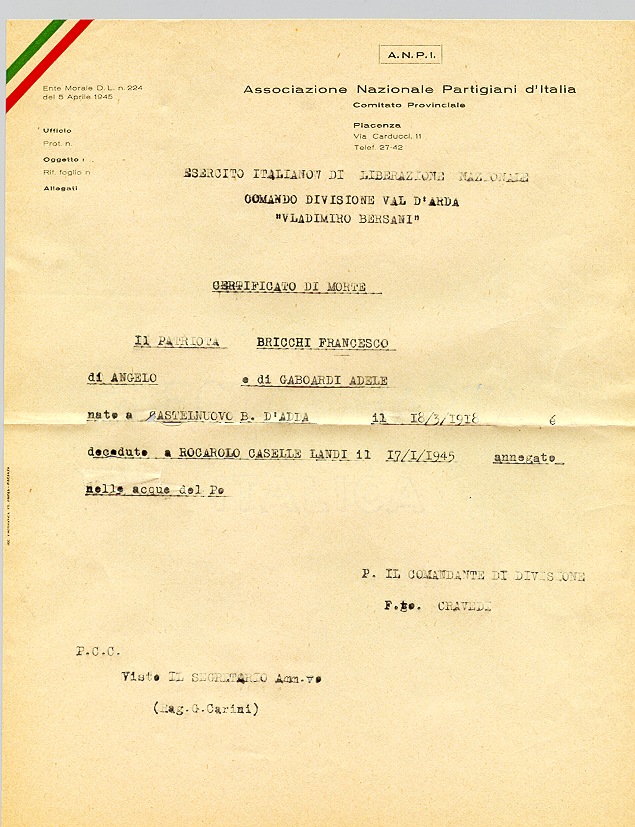 A.N.P.I.
Ente Morale D.L. n. 224
del 5 Aprile 1945
Associazione Nazionale Partigiani d'Italia
Comitato Provinciale
Ufficio
Prot. n.
Oggetto :
Rif. foglio n
Allegati
Piacenza
Via Carducci, 11
Telef. 27-42
ESERCITO ITALIANOV DI LIBERAZIONE NAZIONALE
COMANDO DIVISIONE VAL D'ARDA
"VLADIMIRO BERSANI"
CERTIFICATO DI MORTE
Il PATRIOTA BRICCHI FRANCESCO
di ANGELO e di GABOARDI ADELE
nato a CASTELNUOVO B. D'ADDA il 18/3/1918 6
deceduto a ROCAROLO CASELLE LANDI il 17/I/1945 annegato
nelle acque del Po
P. IL COMANDANTE DI DIVISIONE
F.to. CRAVEDI
P.C.C.
Visto IL SEGRETARIO Amm.vo
(Rag.G.Carini)